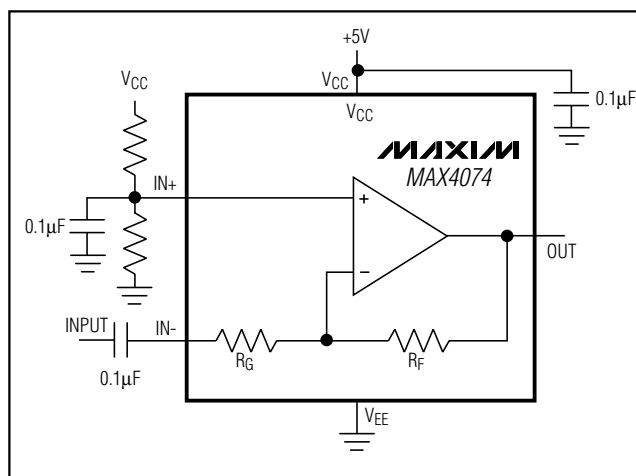 +5V
VCC
VCC
VCC
0.1µF
MAXIM
MAX4074
IN+
+
0.1µF
−
OUT
INPUT
IN-
RG
RF
0.1µF
VEE